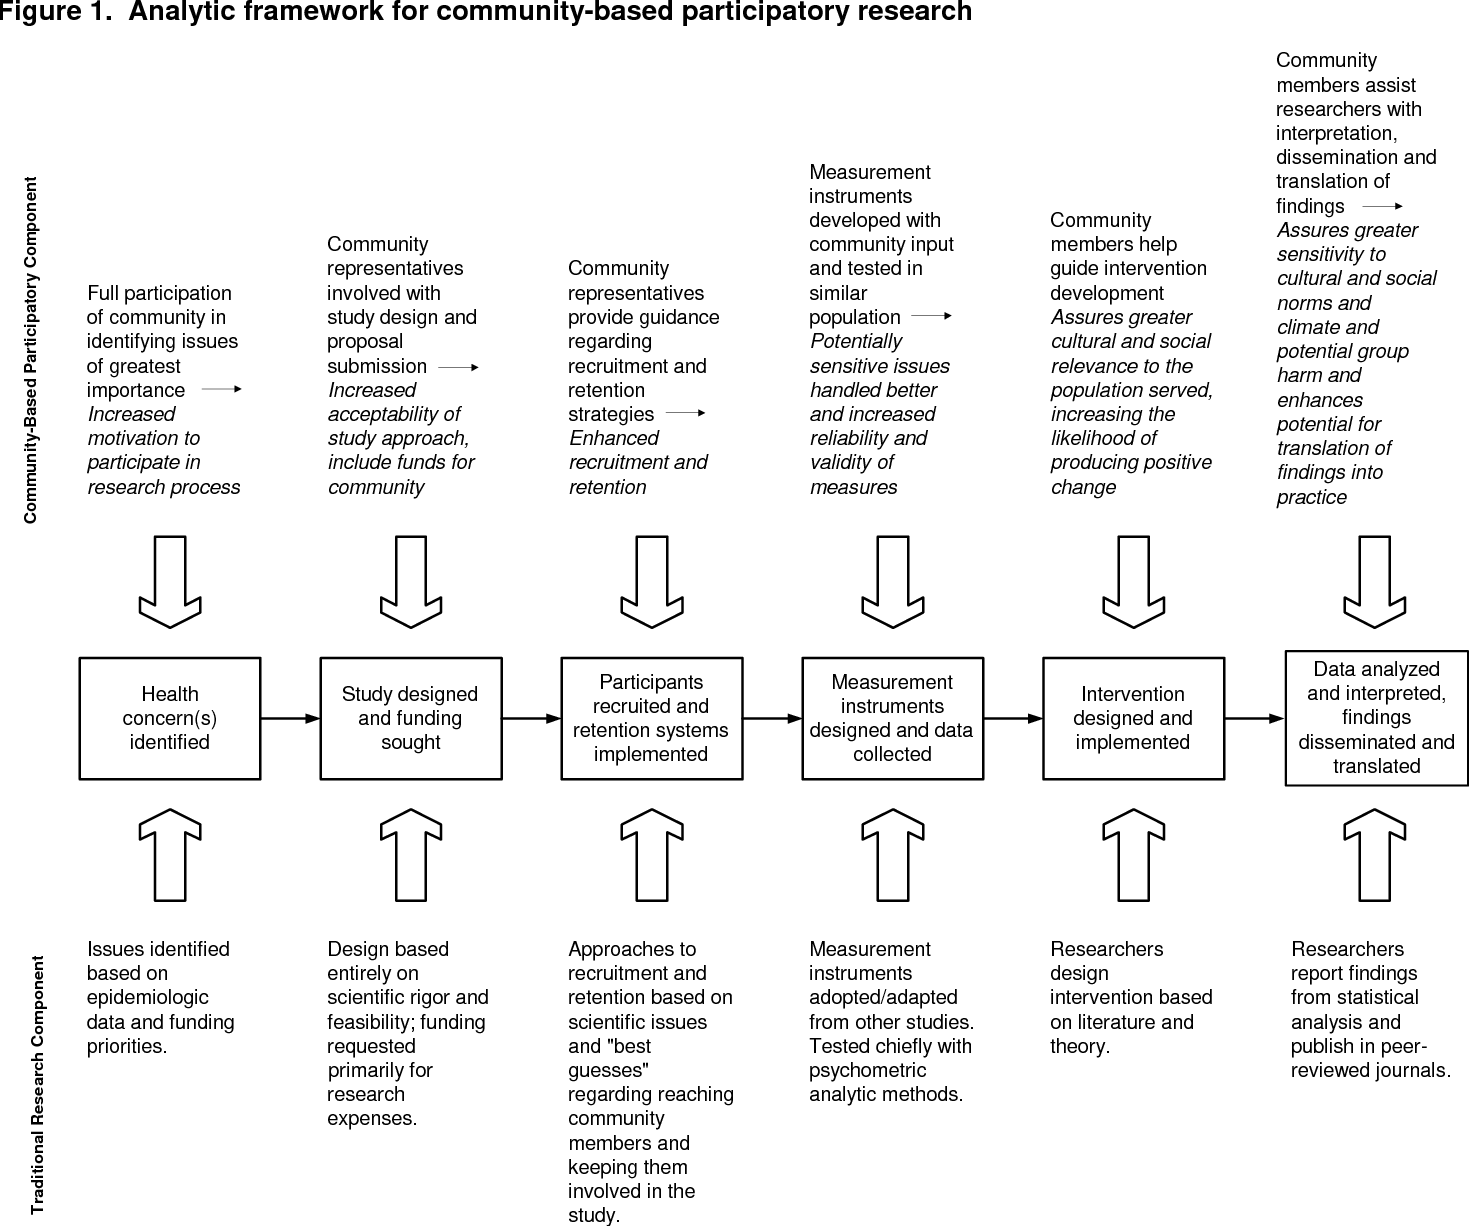 Figure 1.  Analytic framework for community-based participatory research
Community-Based Participatory Component
Full participation
of community in
identifying issues
of greatest
importance
Increased
motivation to
participate in
research process
Community
representatives
involved with
study design and
proposal
submission
Increased
acceptability of
study approach,
include funds for
community
Community
representatives
provide guidance
regarding
recruitment and
retention
strategies
Enhanced
recruitment and
retention
Measurement
instruments
developed with
community input
and tested in
similar
population
Potentially
sensitive issues
handled better
and increased
reliability and
validity of
measures
Community
members help
guide intervention
development
Assures greater
cultural and social
relevance to the
population served,
increasing the
likelihood of
producing positive
change
Community
members assist
researchers with
interpretation,
dissemination and
translation of
findings
Assures greater
sensitivity to
cultural and social
norms and
climate and
potential group
harm and
enhances
potential for
translation of
findings into
practice
Health
concern(s)
identified
Study designed
and funding
sought
Participants
recruited and
retention systems
implemented
Measurement
instruments
designed and data
collected
Intervention
designed and
implemented
Data analyzed
and interpreted,
findings
disseminated and
translated
Traditional Research Component
Issues identified
based on
epidemiologic
data and funding
priorities.
Design based
entirely on
scientific rigor and
feasibility; funding
requested
primarily for
research
expenses.
Approaches to
recruitment and
retention based on
scientific issues
and "best
guesses"
regarding reaching
community
members and
keeping them
involved in the
study.
Measurement
instruments
adopted/adapted
from other studies.
Tested chiefly with
psychometric
analytic methods.
Researchers
design
intervention based
on literature and
theory.
Researchers
report findings
from statistical
analysis and
publish in peer-
reviewed journals.